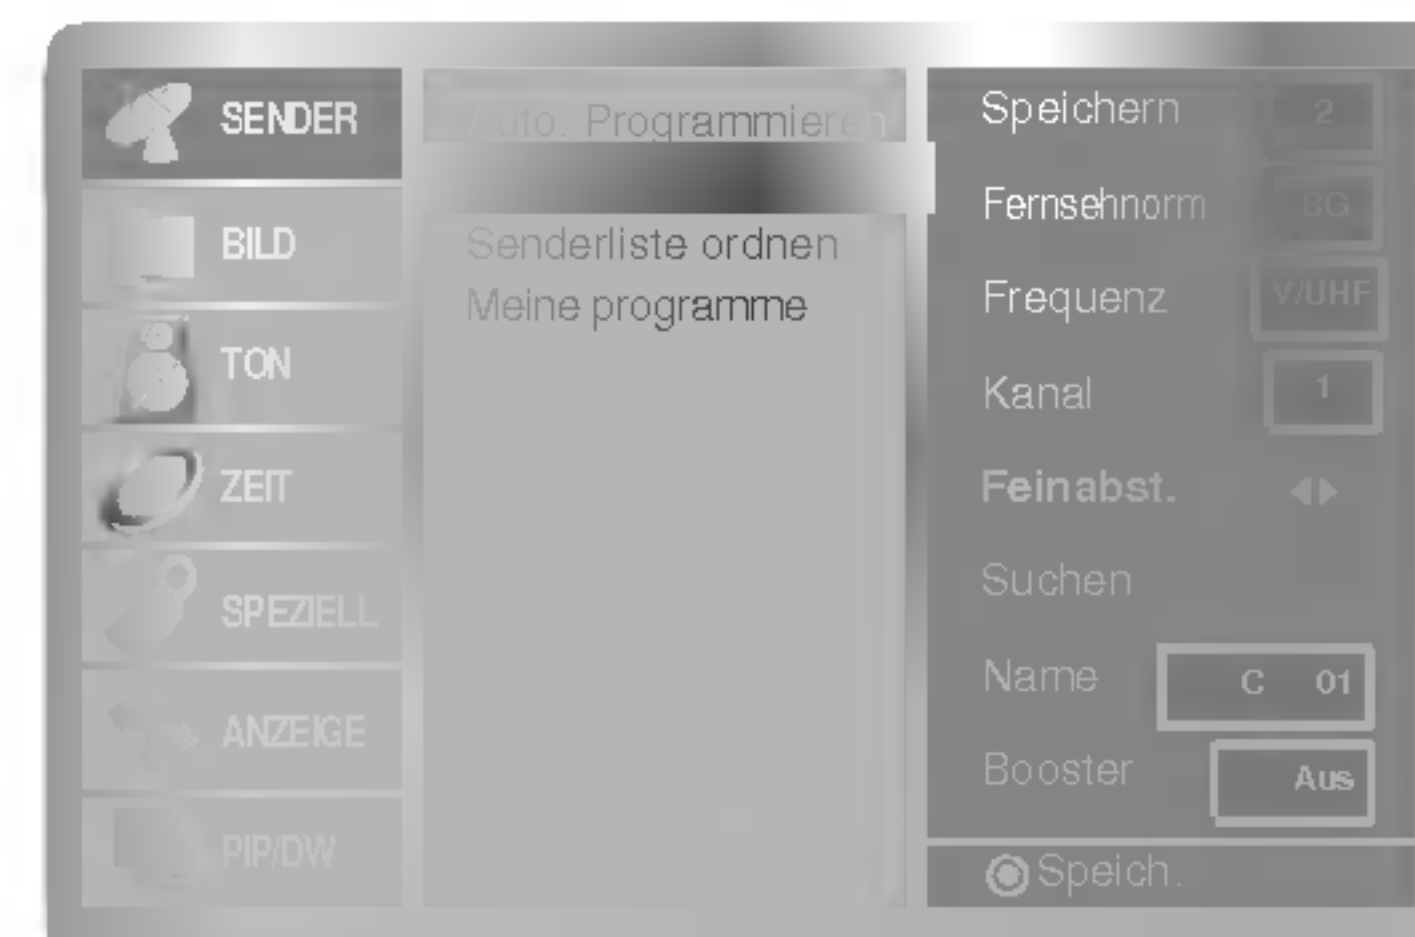 SENDER
BILD
TON
ZEIT
SPEZIELL
ANZEIGE
PIP/DW
Auto. Programmieren
Senderliste ordnen
Meine programme
Speichern 2
Fernsehnorm BG
Frequenz V/UHF
Kanal 1
Feinabst. ◀▶
Suchen
Name C 01
Booster Aus
Speich.